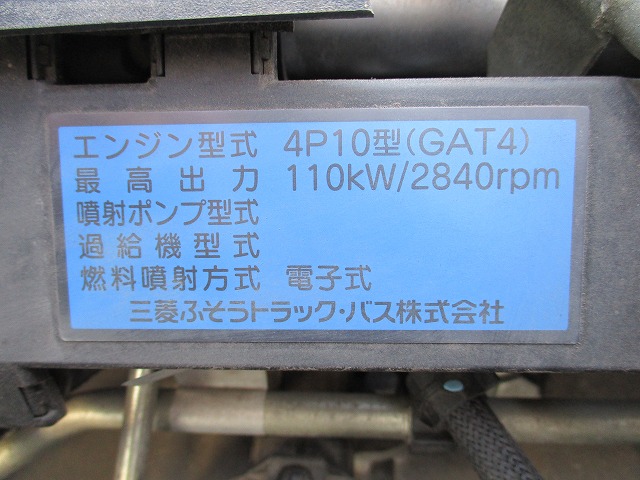 エンジン型式 4P10型(GAT4)
最高出力 110kW/2840rpm
噴射ポンプ型式
過給機型式
燃料噴射方式 電子式
三菱ふそうトラック・バス株式会社